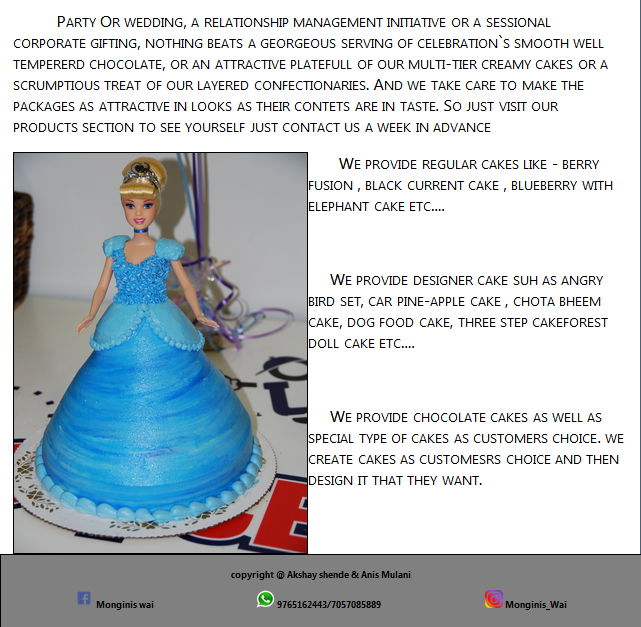 Party Or wedding, a relationship management initiative or a sessional
corporate gifting, nothing beats a georgeous serving of celebration`s smooth well
tempererd chocolate, or an attractive platefull of our multi-tier creamy cakes or a
scrumptious treat of our layered confectionaries. And we take care to make the
packages as attractive in looks as their contets are in taste. So just visit our
products section to see yourself just contact us a week in advance
We provide regular cakes like - berry
fusion , black current cake , blueberry with
elephant cake etc....
We provide designer cake suh as angry
bird set, car pine-apple cake , chota bheem
cake, dog food cake, three step cakeforest
doll cake etc....
We provide chocolate cakes as well as
special type of cakes as customers choice. we
create cakes as customesrs choice and then
design it that they want.
copyright @ Akshay shende & Anis Mulani
Monginis wai 9765162443/7057085889 Monginis_Wai